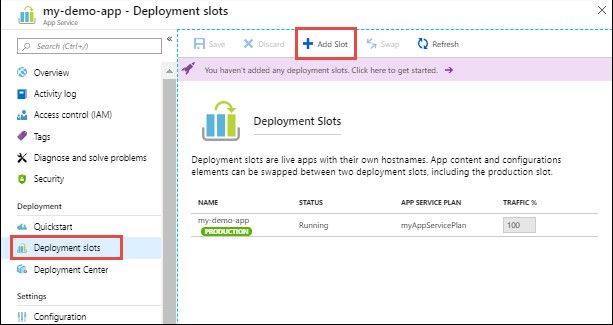 my-demo-app - Deployment slots
App Service
Search (Ctrl+/)
«
Overview
Activity log
Access control (IAM)
Tags
Diagnose and solve problems
Security
Deployment
Quickstart
Deployment slots
Deployment Center
Settings
Configuration
Save
Discard
Add Slot
Swap
Refresh
You haven't added any deployment slots. Click here to get started. →
Deployment Slots
Deployment slots are live apps with their own hostnames. App content and configurations
elements can be swapped between two deployment slots, including the production slot.
NAME STATUS APP SERVICE PLAN TRAFFIC %
my-demo-app Running myAppServicePlan 100
PRODUCTION